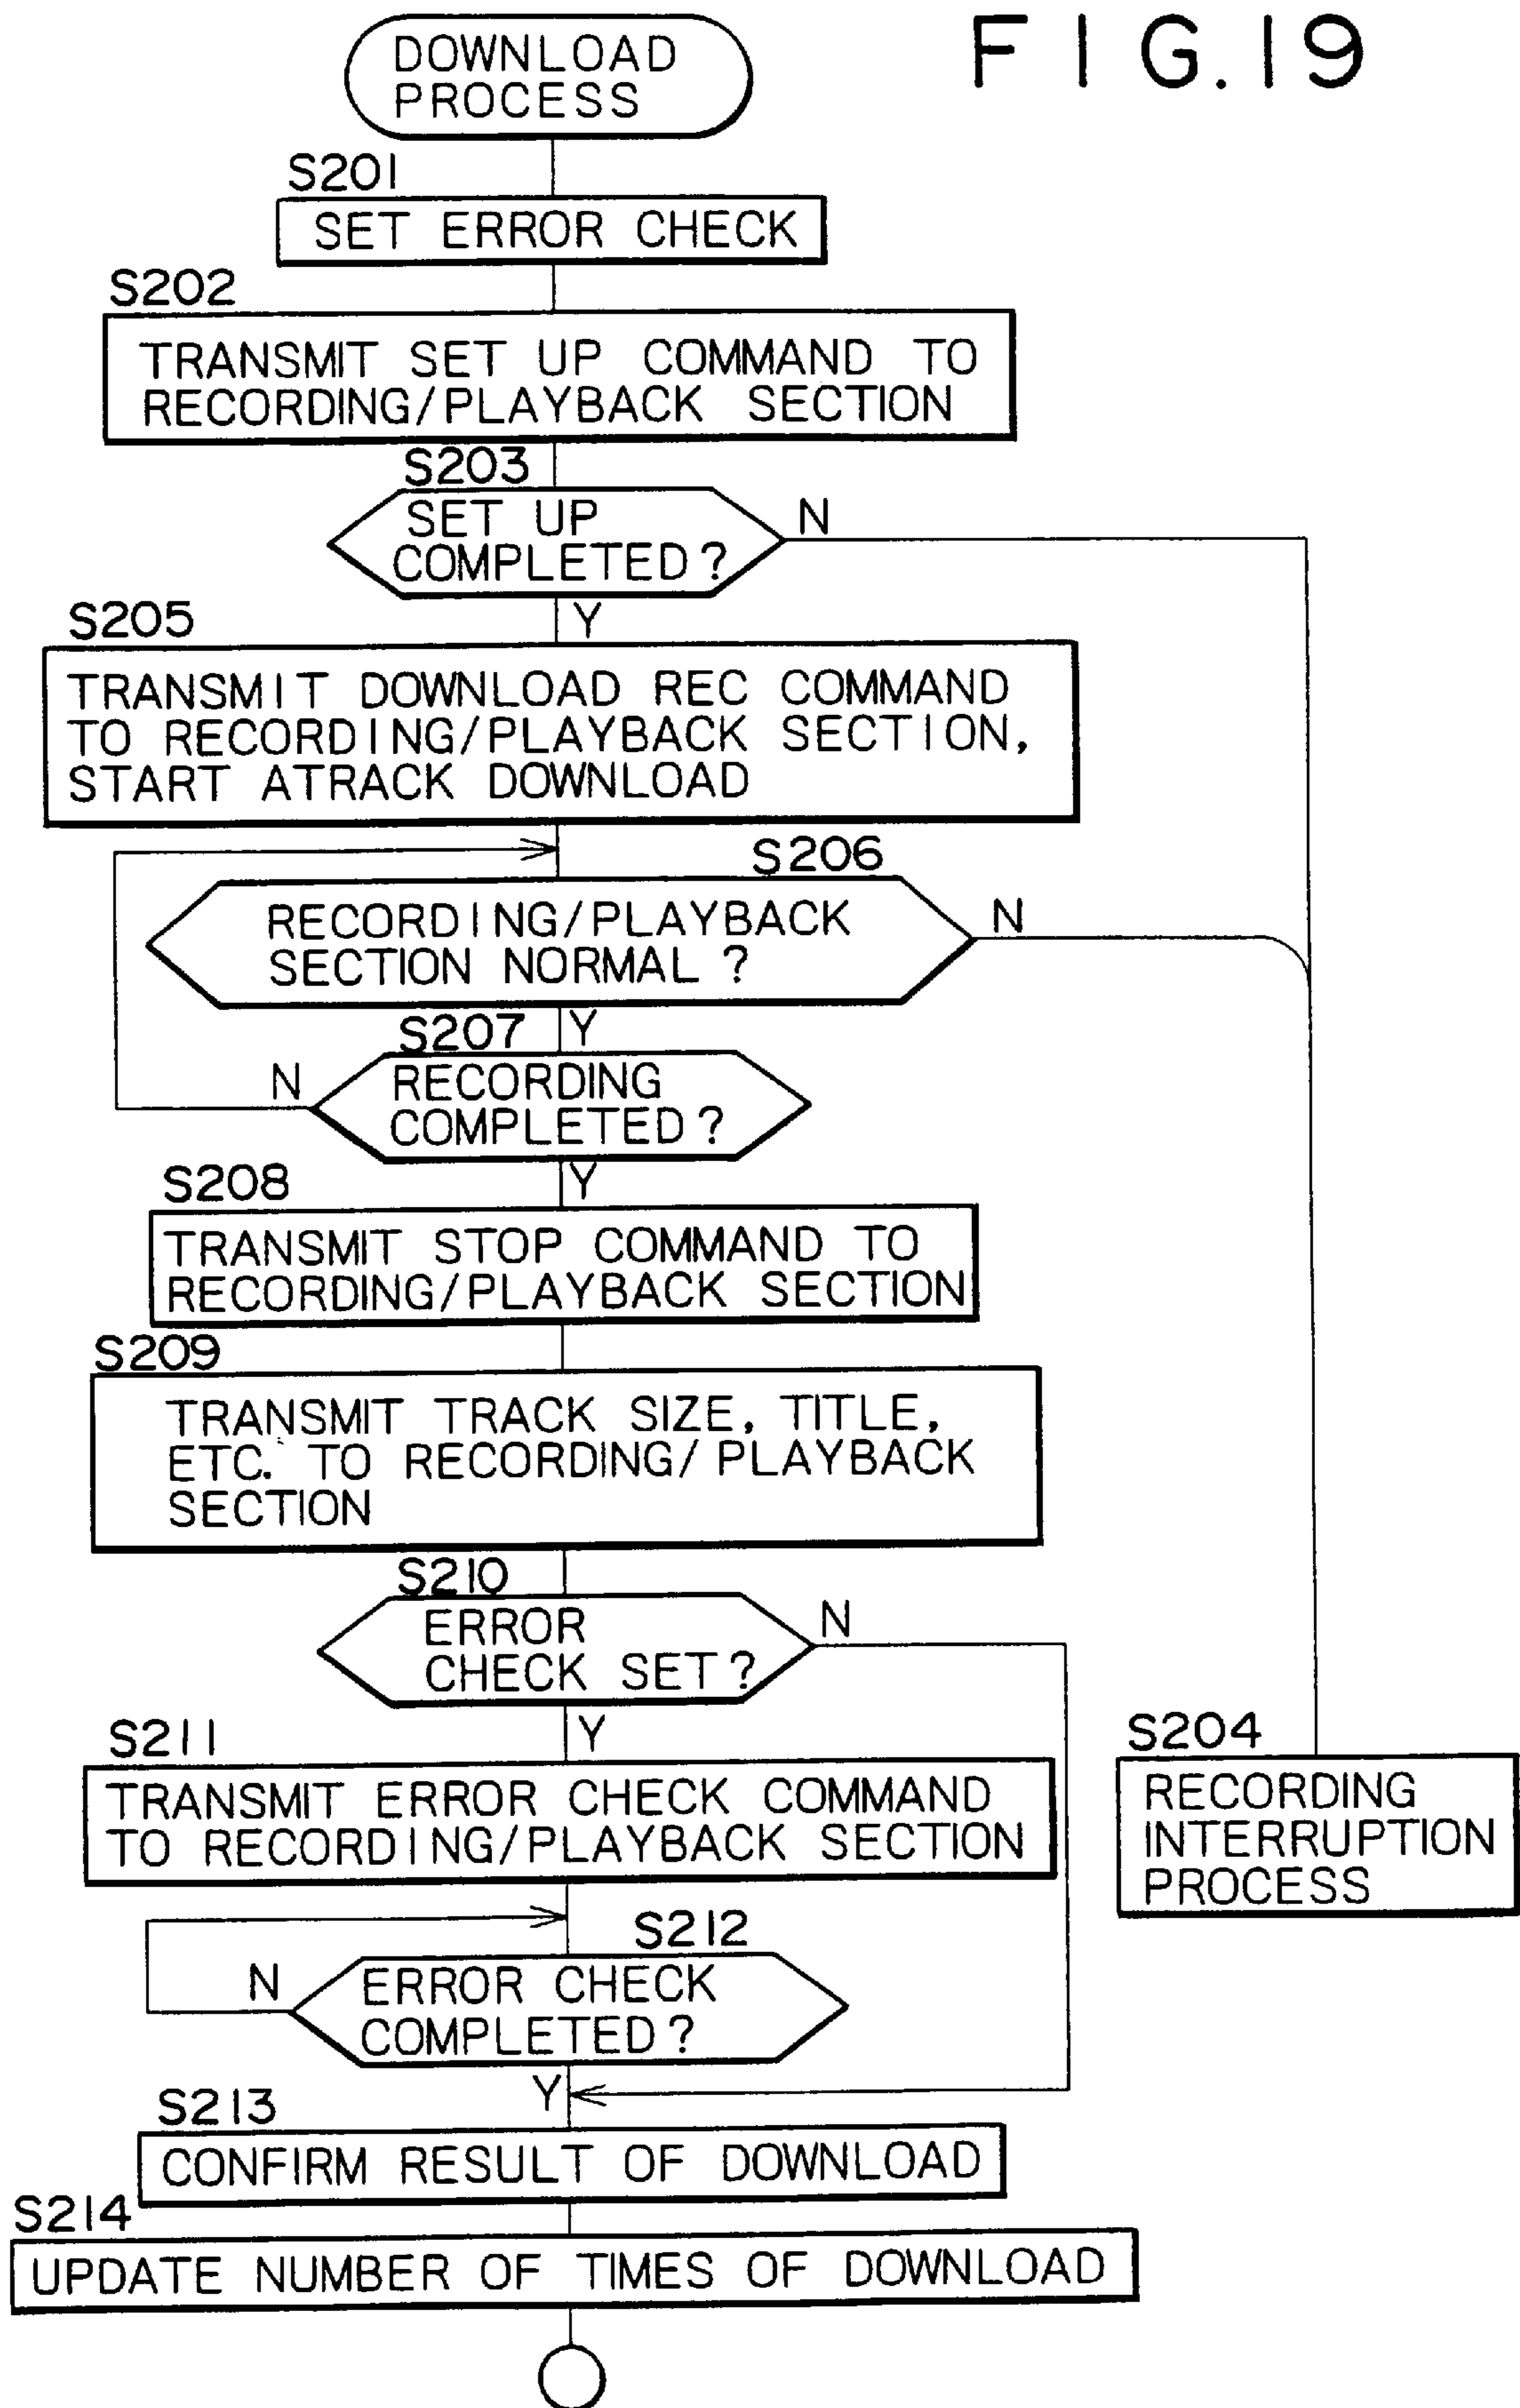 FIG.19
DOWNLOAD
PROCESS
S201
SET ERROR CHECK
S202
TRANSMIT SET UP COMMAND TO
RECORDING/PLAYBACK SECTION
S203
SET UP
COMPLETED?
N
Y
S205
TRANSMIT DOWNLOAD REC COMMAND
TO RECORDING/PLAYBACK SECTION,
START ATRACK DOWNLOAD
S206
RECORDING/PLAYBACK
SECTION NORMAL?
N
Y
S207
RECORDING
COMPLETED?
N
Y
S208
TRANSMIT STOP COMMAND TO
RECORDING/PLAYBACK SECTION
S209
TRANSMIT TRACK SIZE, TITLE,
ETC. TO RECORDING/PLAYBACK
SECTION
S210
ERROR
CHECK SET?
N
Y
S211
TRANSMIT ERROR CHECK COMMAND
TO RECORDING/PLAYBACK SECTION
S204
RECORDING
INTERRUPTION
PROCESS
S212
ERROR CHECK
COMPLETED?
N
Y
S213
CONFIRM RESULT OF DOWNLOAD
S214
UPDATE NUMBER OF TIMES OF DOWNLOAD